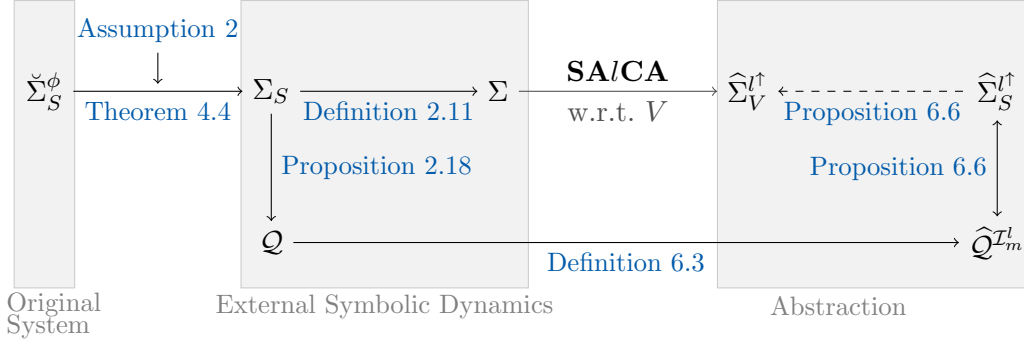 Assumption 2
SAlCA
Σ̆_S^ϕ Σ_S Σ Σ̂_V^{l↑} Σ̂_S^{l↑}
Theorem 4.4 Definition 2.11 w.r.t. V Proposition 6.6
Proposition 2.18 Proposition 6.6
𝒬 𝒬̂^{ℐ_m^l}
Definition 6.3
Original
System
External Symbolic Dynamics
Abstraction